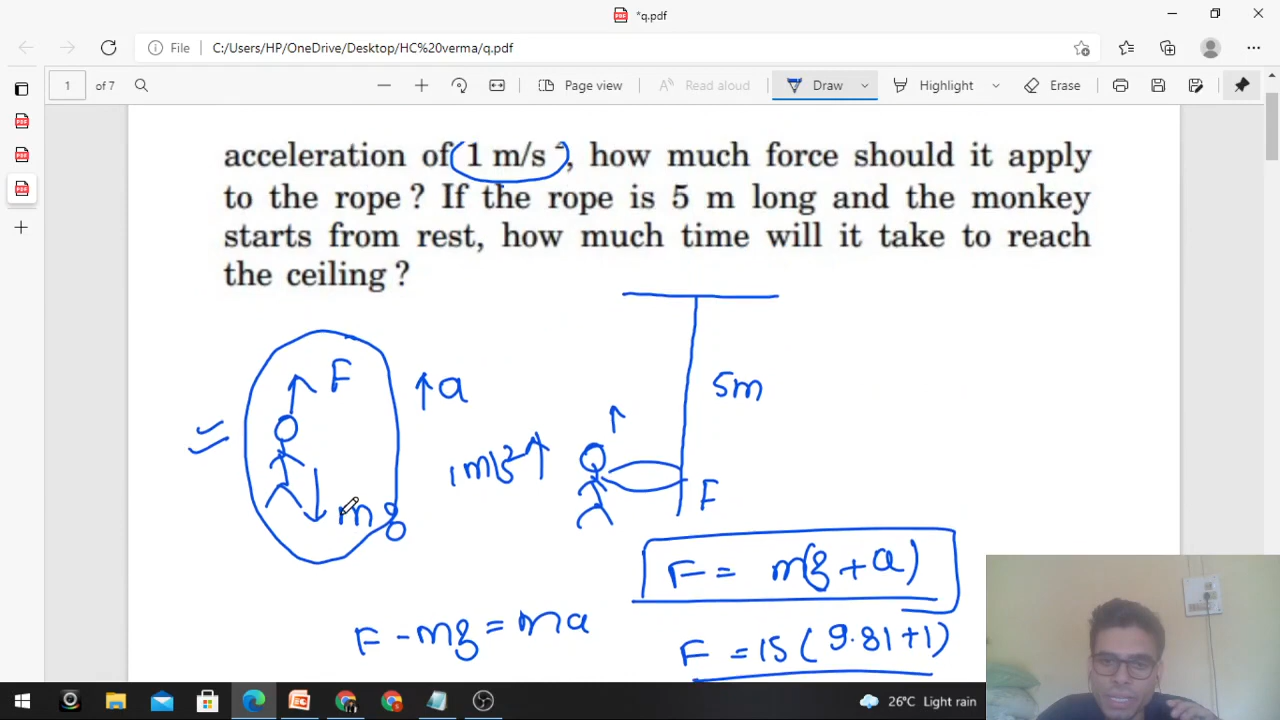 *q.pdf
File C:/Users/HP/OneDrive/Desktop/HC%20verma/q.pdf
1 of 7 Page view Read aloud Draw Highlight Erase
acceleration of 1 m/s², how much force should it apply
to the rope ? If the rope is 5 m long and the monkey
starts from rest, how much time will it take to reach
the ceiling ?
F
a
5m
1m/s²
F
mg
F = m(g + a)
F - mg = ma
F = 15 ( 9.81 + 1)
26°C Light rain